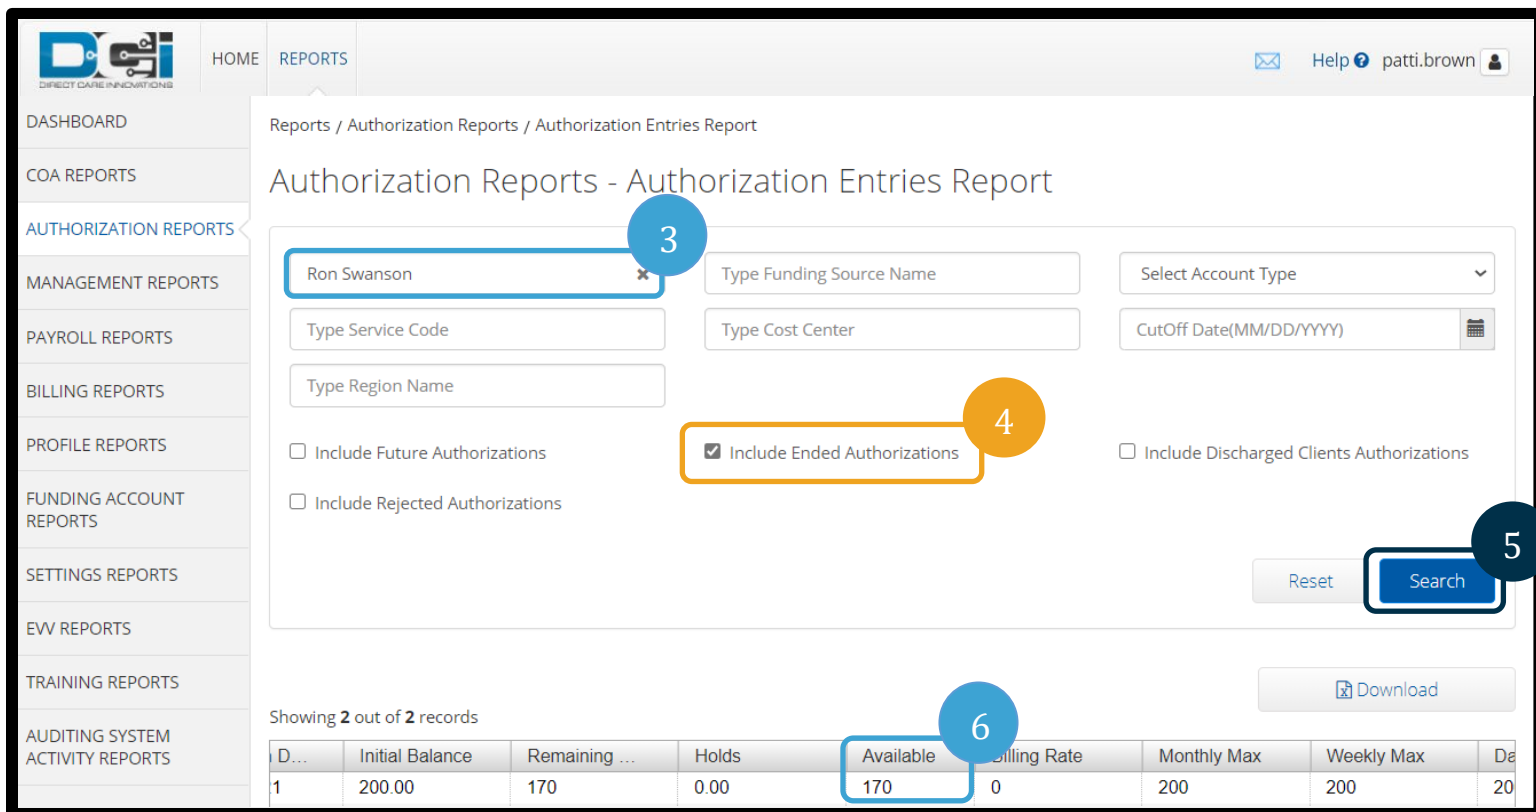 DCI
DIRECT CARE INNOVATIONS
HOME REPORTS
Help patti.brown
DASHBOARD
COA REPORTS
AUTHORIZATION REPORTS
MANAGEMENT REPORTS
PAYROLL REPORTS
BILLING REPORTS
PROFILE REPORTS
FUNDING ACCOUNT
REPORTS
SETTINGS REPORTS
EVV REPORTS
TRAINING REPORTS
AUDITING SYSTEM
ACTIVITY REPORTS
Reports / Authorization Reports / Authorization Entries Report
Authorization Reports - Authorization Entries Report
3
Ron Swanson Type Funding Source Name Select Account Type
Type Service Code Type Cost Center CutOff Date(MM/DD/YYYY)
Type Region Name
4
Include Future Authorizations Include Ended Authorizations Include Discharged Clients Authorizations
Include Rejected Authorizations
5
Reset Search
Download
Showing 2 out of 2 records
6
D... Initial Balance Remaining ... Holds Available Billing Rate Monthly Max Weekly Max Da
1 200.00 170 0.00 170 0 200 200 20